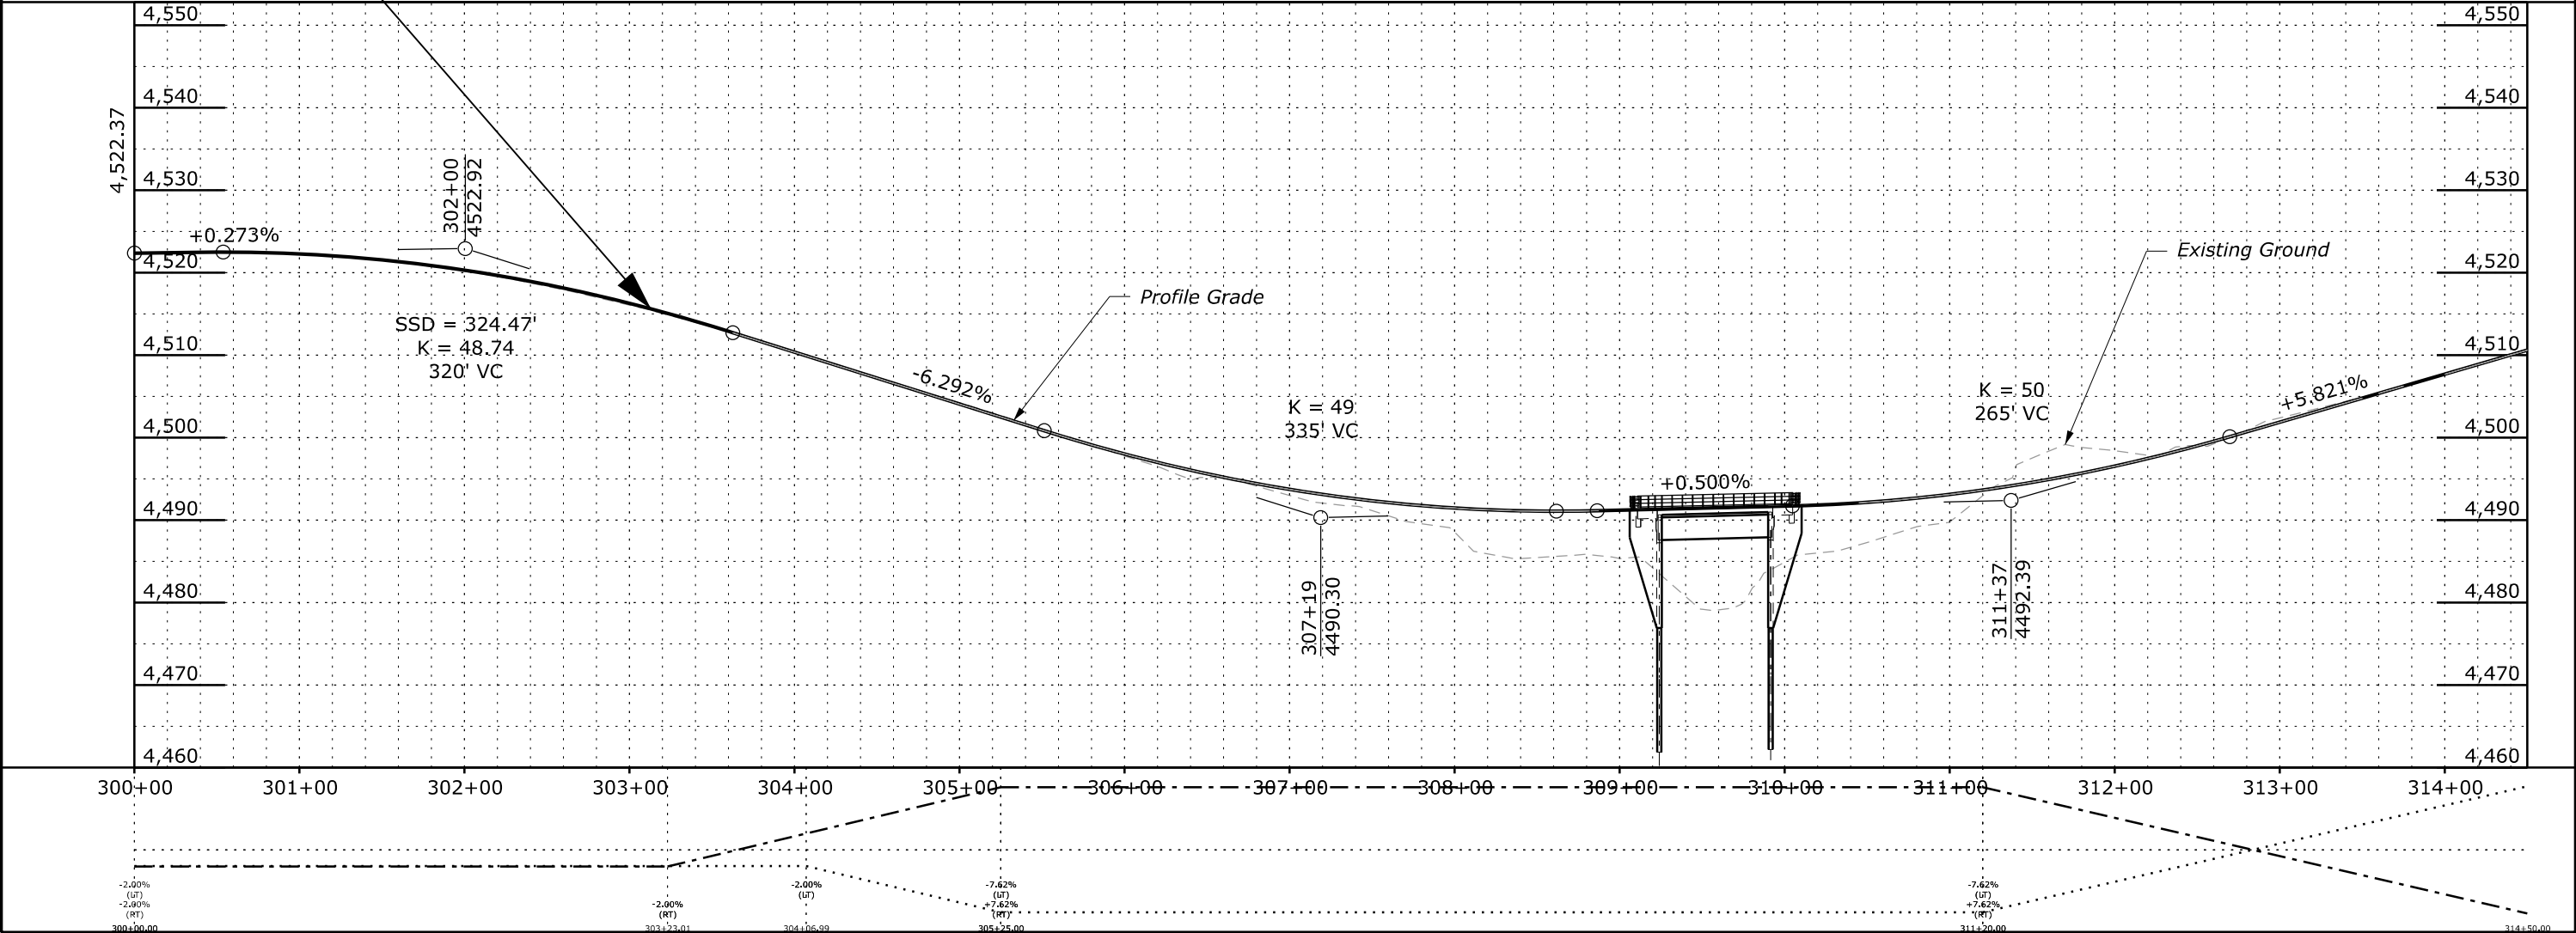 4,550
4,550
4,540
4,540
4,522.37
4,530
4,530
302+00
4522.92
+0.273%
4,520
4,520
Existing Ground
Profile Grade
SSD = 324.47'
K = 48.74
320' VC
4,510
4,510
-6.292%
K = 49
335' VC
K = 50
265' VC
+5.821%
4,500
4,500
+0.500%
4,490
4,490
307+19
4490.30
311+37
4492.39
4,480
4,480
4,470
4,470
4,460
4,460
300+00 301+00 302+00 303+00 304+00 305+00 306+00 307+00 308+00 309+00 310+00 311+00 312+00 313+00 314+00
-2.00%
(LT)
-2.00%
(RT)
300+00.00
-2.00%
(RT)
303+23.01
-2.00%
(LT)
304+06.99
-7.62%
(LT)
+7.62%
(RT)
305+25.00
-7.62%
(LT)
+7.62%
(RT)
311+20.00
314+50.00